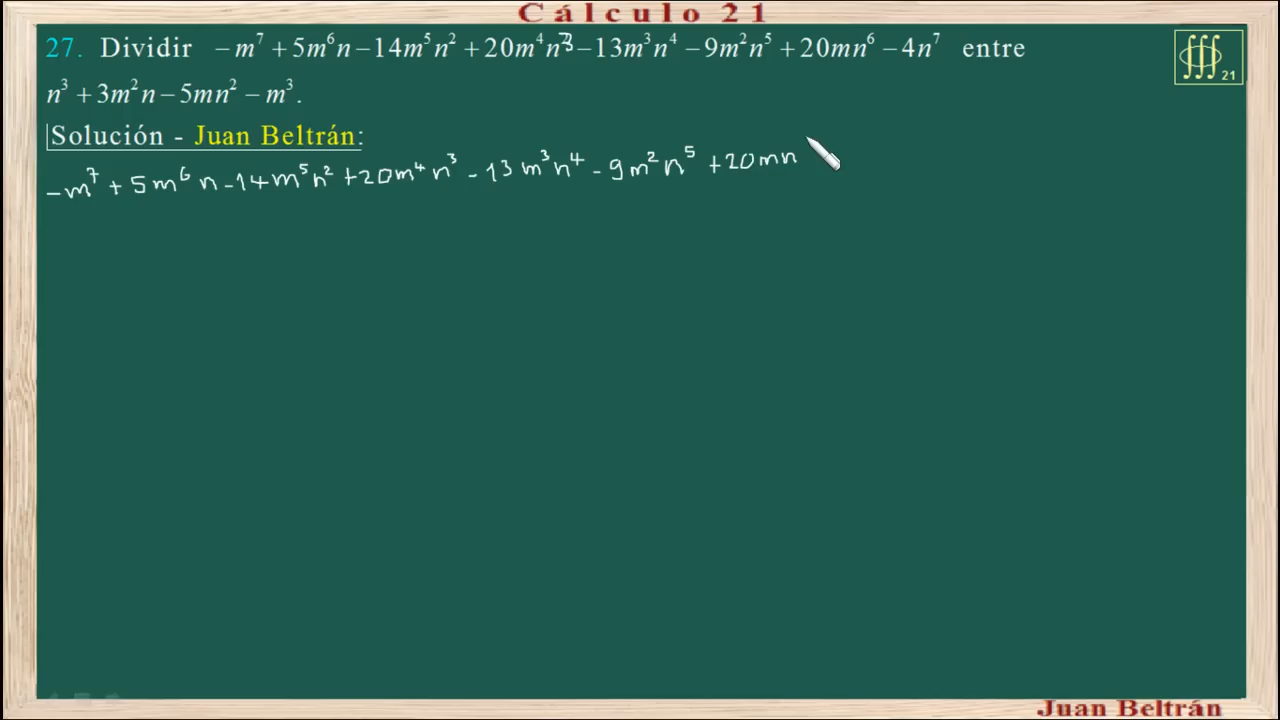 Cálculo 21
27. Dividir −m⁷ + 5m⁶n − 14m⁵n² + 20m⁴n³ − 13m³n⁴ − 9m²n⁵ + 20mn⁶ − 4n⁷ entre
n³ + 3m²n − 5mn² − m³.
∫∫∫ 21
Solución - Juan Beltrán:
−m⁷ + 5m⁶n − 14m⁵n² + 20m⁴n³ − 13m³n⁴ − 9m²n⁵ + 20mn
Juan Beltrán